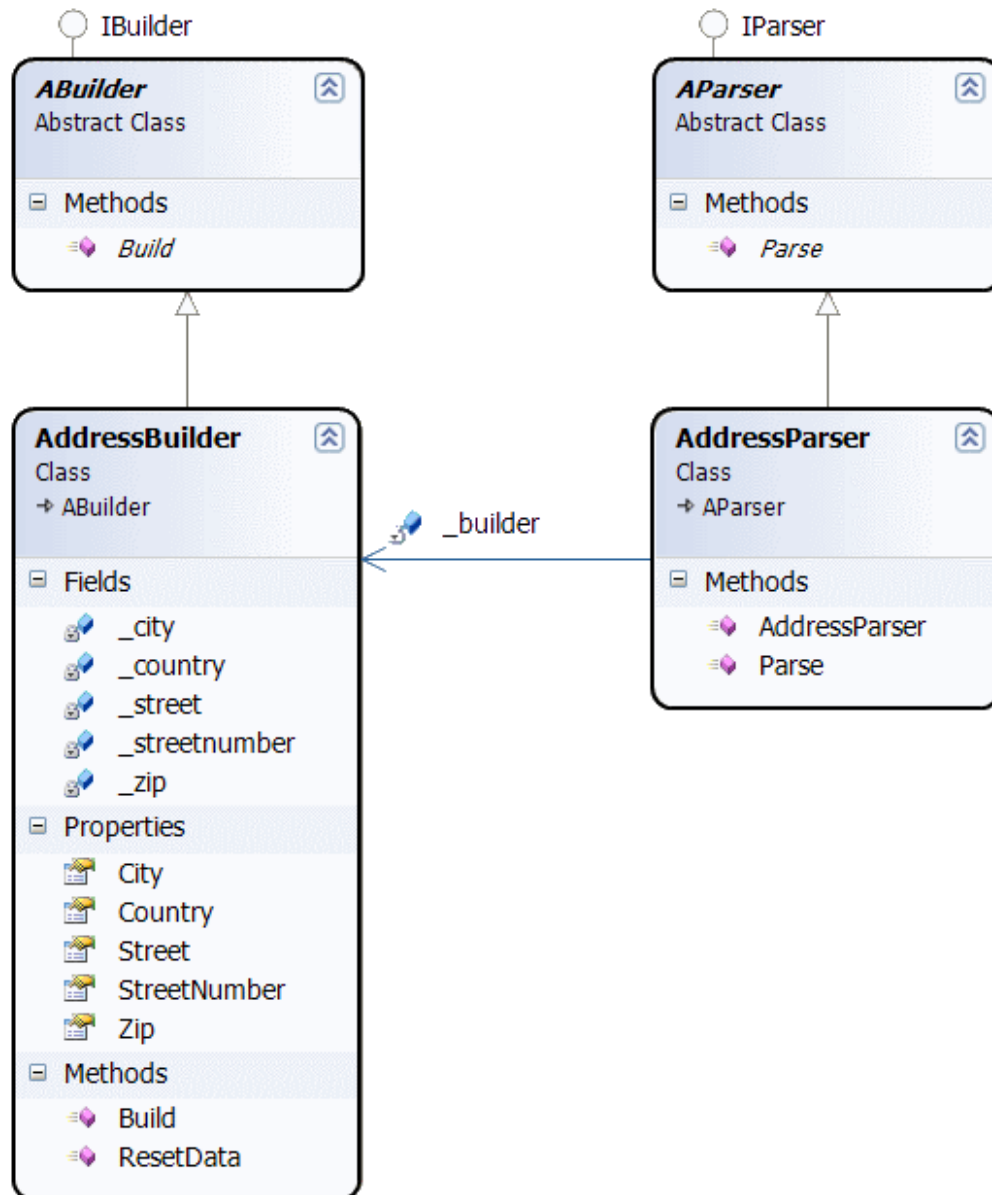 IBuilder
ABuilder
Abstract Class
Methods
Build
IParser
AParser
Abstract Class
Methods
Parse
AddressBuilder
Class
ABuilder
Fields
_city
_country
_street
_streetnumber
_zip
Properties
City
Country
Street
StreetNumber
Zip
Methods
Build
ResetData
_builder
AddressParser
Class
AParser
Methods
AddressParser
Parse